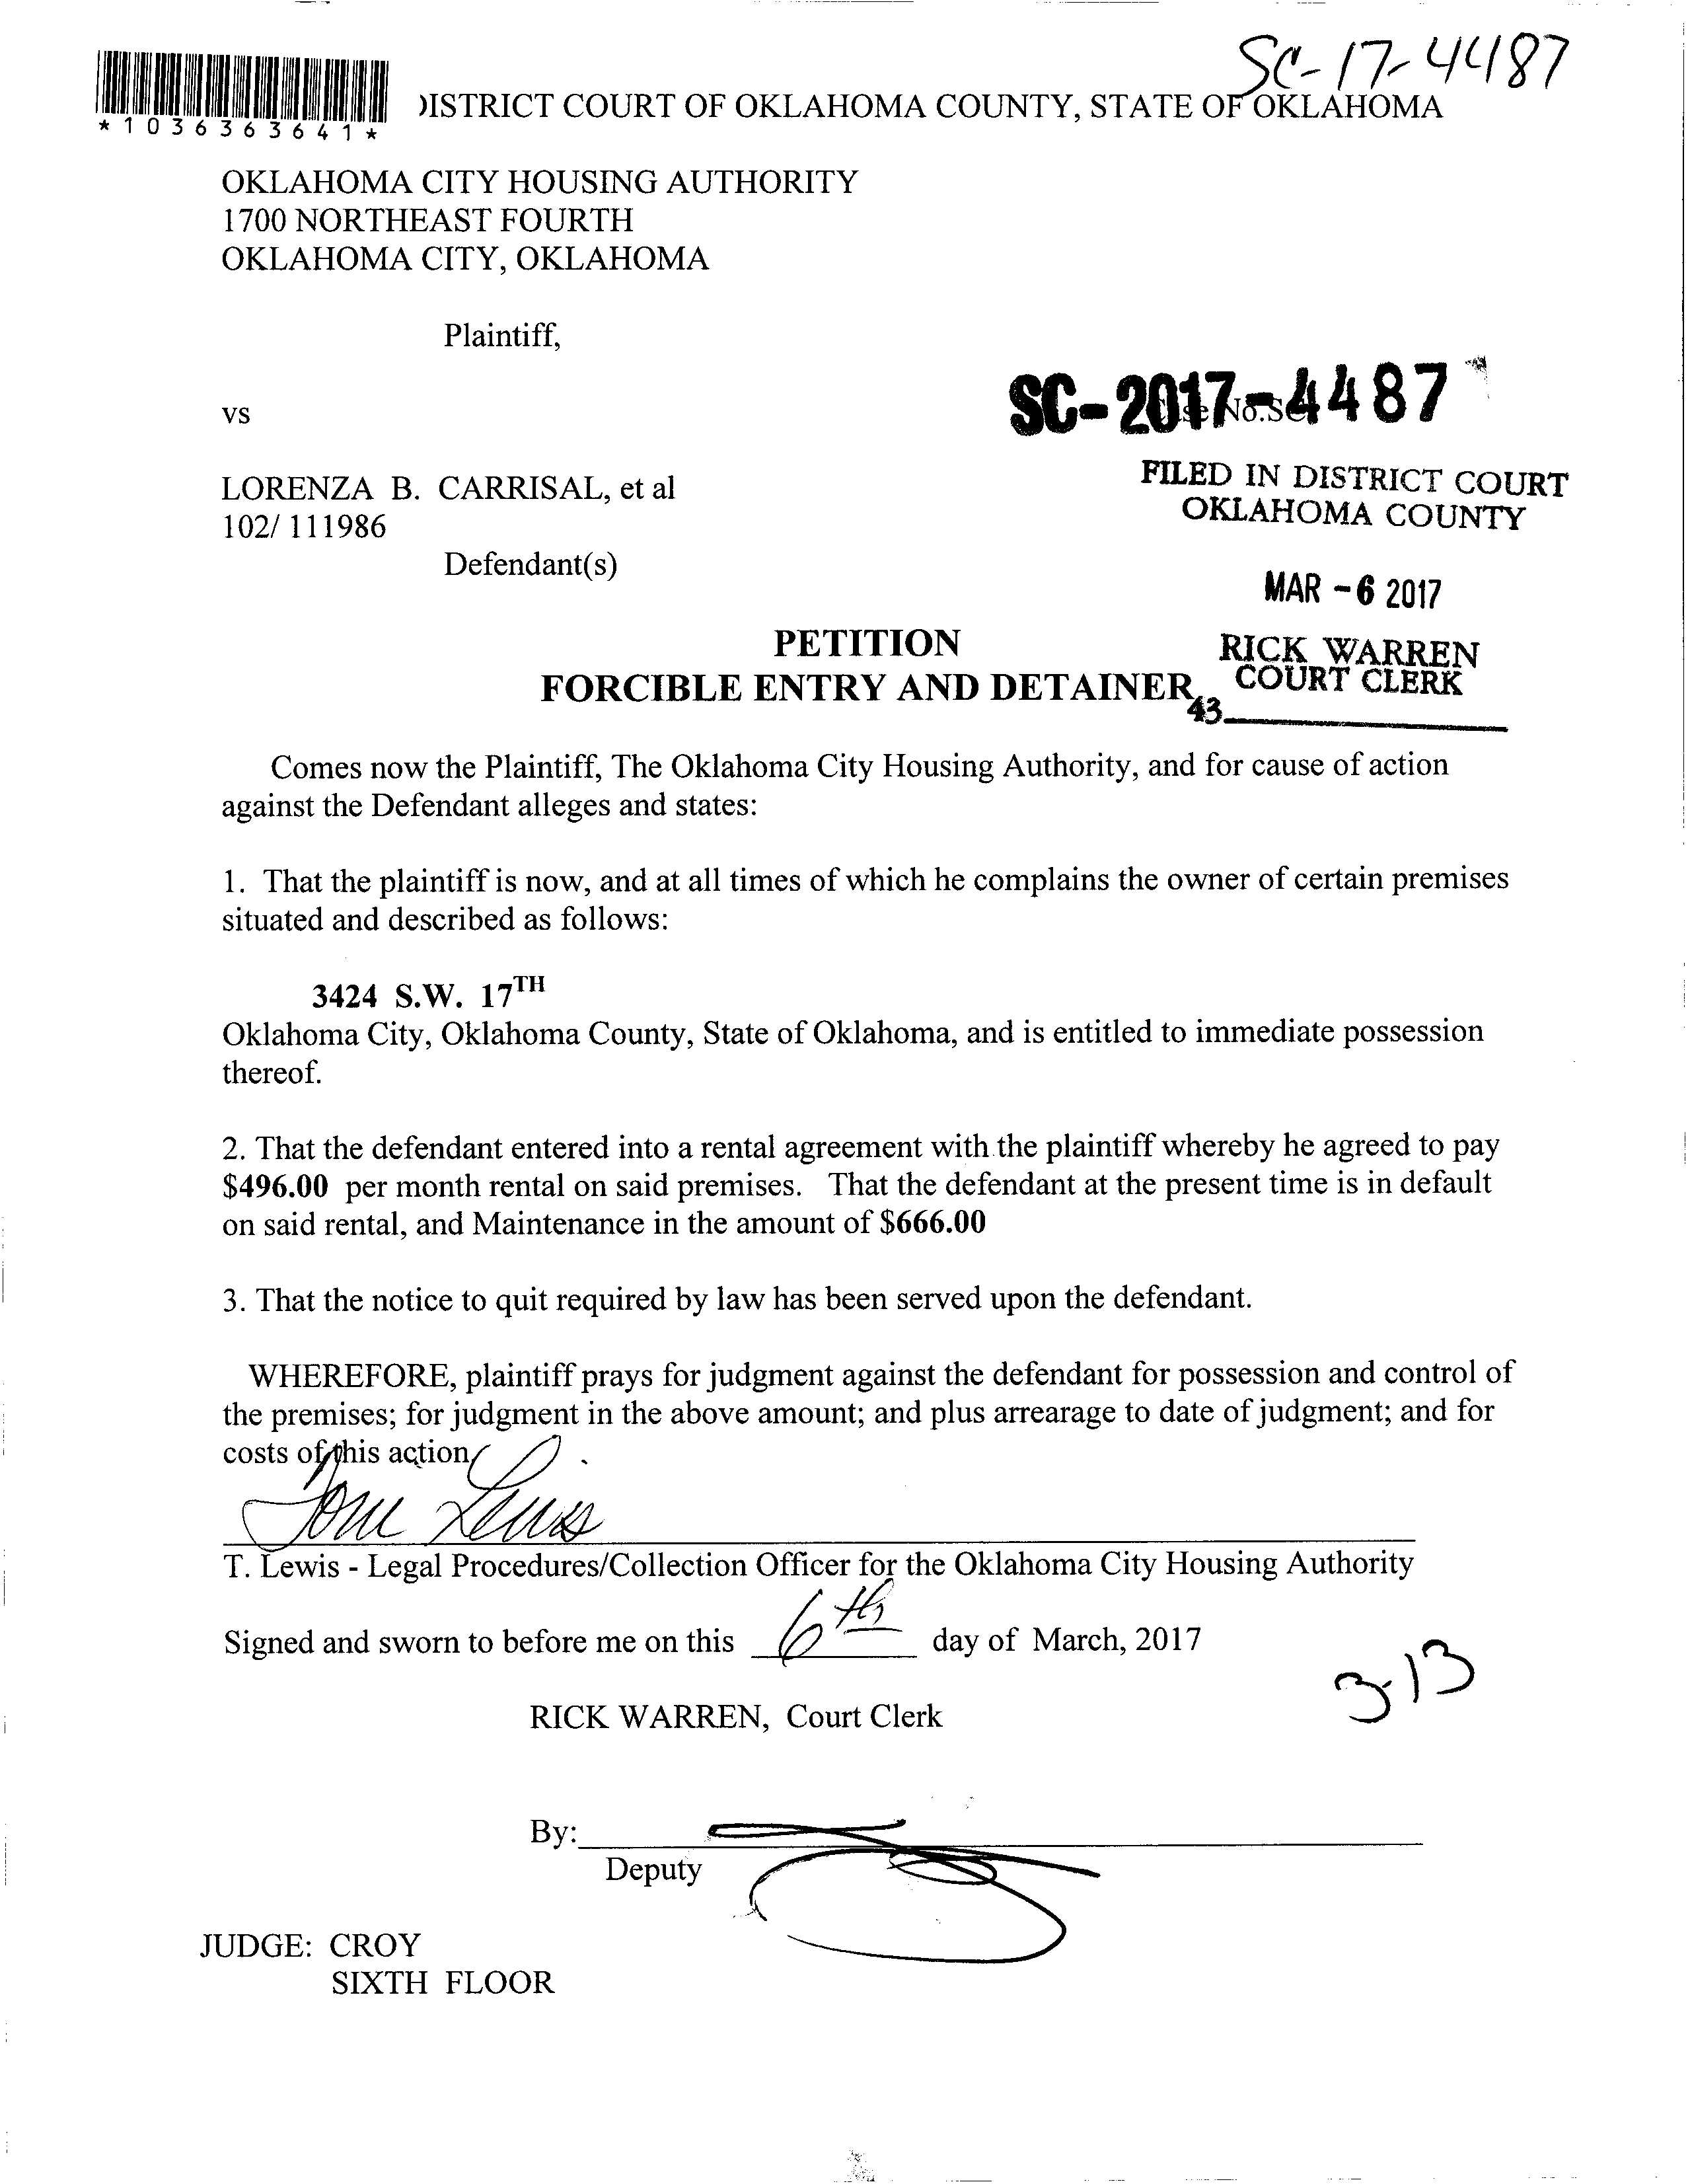 SC-17-4487
*1036363641*
DISTRICT COURT OF OKLAHOMA COUNTY, STATE OF OKLAHOMA
OKLAHOMA CITY HOUSING AUTHORITY
1700 NORTHEAST FOURTH
OKLAHOMA CITY, OKLAHOMA
Plaintiff,
vs
SC-2017-4487
Case No.SC
LORENZA B. CARRISAL, et al
102/ 111986
Defendant(s)
FILED IN DISTRICT COURT
OKLAHOMA COUNTY
MAR -6 2017
RICK WARREN
COURT CLERK
43
PETITION
FORCIBLE ENTRY AND DETAINER
Comes now the Plaintiff, The Oklahoma City Housing Authority, and for cause of action
against the Defendant alleges and states:
1. That the plaintiff is now, and at all times of which he complains the owner of certain premises
situated and described as follows:
3424 S.W. 17TH
Oklahoma City, Oklahoma County, State of Oklahoma, and is entitled to immediate possession
thereof.
2. That the defendant entered into a rental agreement with the plaintiff whereby he agreed to pay
$496.00 per month rental on said premises. That the defendant at the present time is in default
on said rental, and Maintenance in the amount of $666.00
3. That the notice to quit required by law has been served upon the defendant.
WHEREFORE, plaintiff prays for judgment against the defendant for possession and control of
the premises; for judgment in the above amount; and plus arrearage to date of judgment; and for
costs of this action.
Tom Lewis
T. Lewis - Legal Procedures/Collection Officer for the Oklahoma City Housing Authority
Signed and sworn to before me on this 6th day of March, 2017
3-13
RICK WARREN, Court Clerk
By:
Deputy
JUDGE: CROY
SIXTH FLOOR